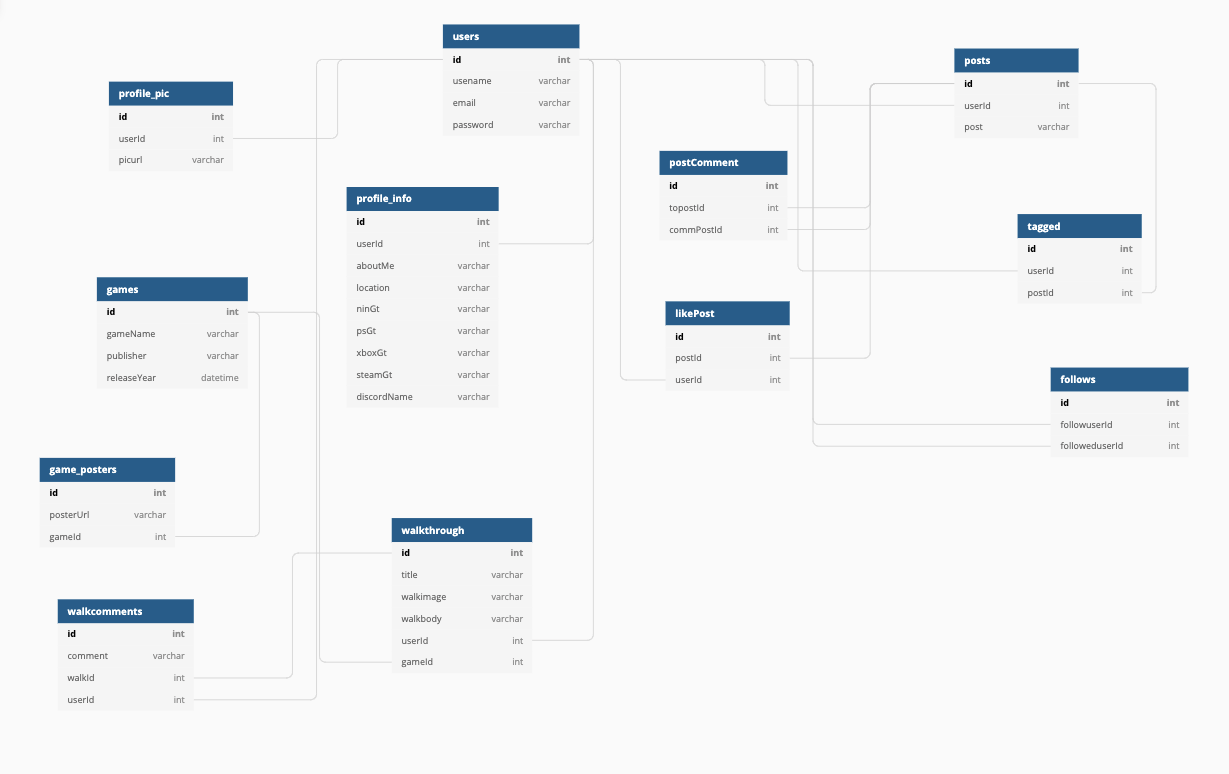 users
id int
usename varchar
email varchar
password varchar
posts
id int
userId int
post varchar
profile_pic
id int
userId int
picurl varchar
postComment
id int
topostId int
commPostId int
profile_info
id int
userId int
aboutMe varchar
location varchar
ninGt varchar
psGt varchar
xboxGt varchar
steamGt varchar
discordName varchar
tagged
id int
userId int
postId int
games
id int
gameName varchar
publisher varchar
releaseYear datetime
likePost
id int
postId int
userId int
follows
id int
followuserId int
followeduserId int
game_posters
id int
posterUrl varchar
gameId int
walkthrough
id int
title varchar
walkimage varchar
walkbody varchar
userId int
gameId int
walkcomments
id int
comment varchar
walkId int
userId int